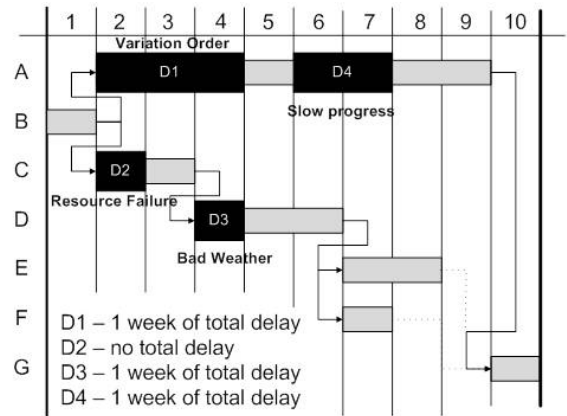 1 2 3 4 5 6 7 8 9 10
Variation Order
A D1 D4
Slow progress
B
C D2
Resource Failure
D D3
Bad Weather
E
F
G
D1 – 1 week of total delay
D2 – no total delay
D3 – 1 week of total delay
D4 – 1 week of total delay